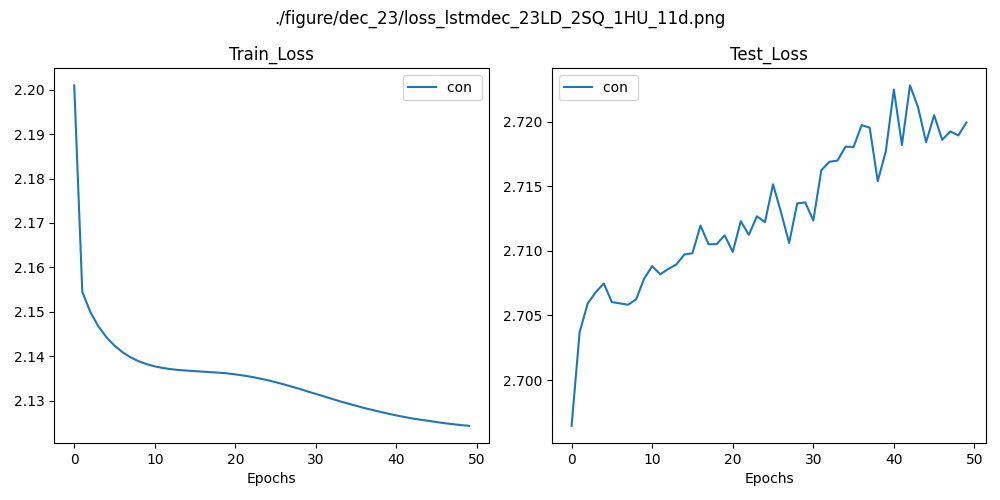 ./figure/dec_23/loss_lstmdec_23LD_2SQ_1HU_11d.png
Train_Loss
con
2.20
2.19
2.18
2.17
2.16
2.15
2.14
2.13
0 10 20 30 40 50
Epochs
Test_Loss
con
2.720
2.715
2.710
2.705
2.700
0 10 20 30 40 50
Epochs